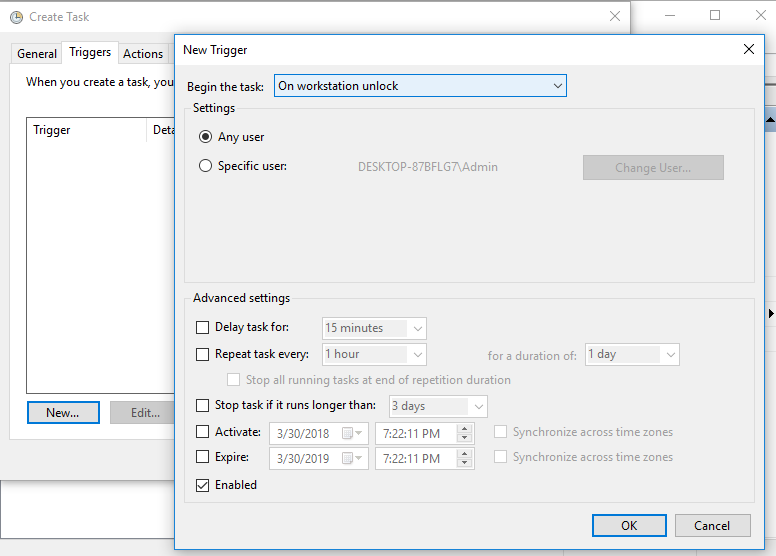 Create Task
New Trigger
General Triggers Actions
When you create a task, you
Trigger Deta
New... Edit...
Begin the task: On workstation unlock
Settings
Any user
Specific user: DESKTOP-87BFLG7\Admin Change User...
Advanced settings
Delay task for: 15 minutes
Repeat task every: 1 hour for a duration of: 1 day
Stop all running tasks at end of repetition duration
Stop task if it runs longer than: 3 days
Activate: 3/30/2018 7:22:11 PM Synchronize across time zones
Expire: 3/30/2019 7:22:11 PM Synchronize across time zones
Enabled
OK Cancel